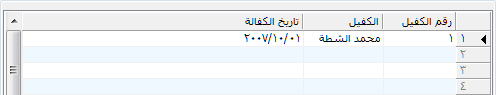 رقم الكفيل الكفيل تاريخ الكفالة
١ ١ محمد الشطة ٢٠٠٧/١٠/٠١
٢
٣
٤